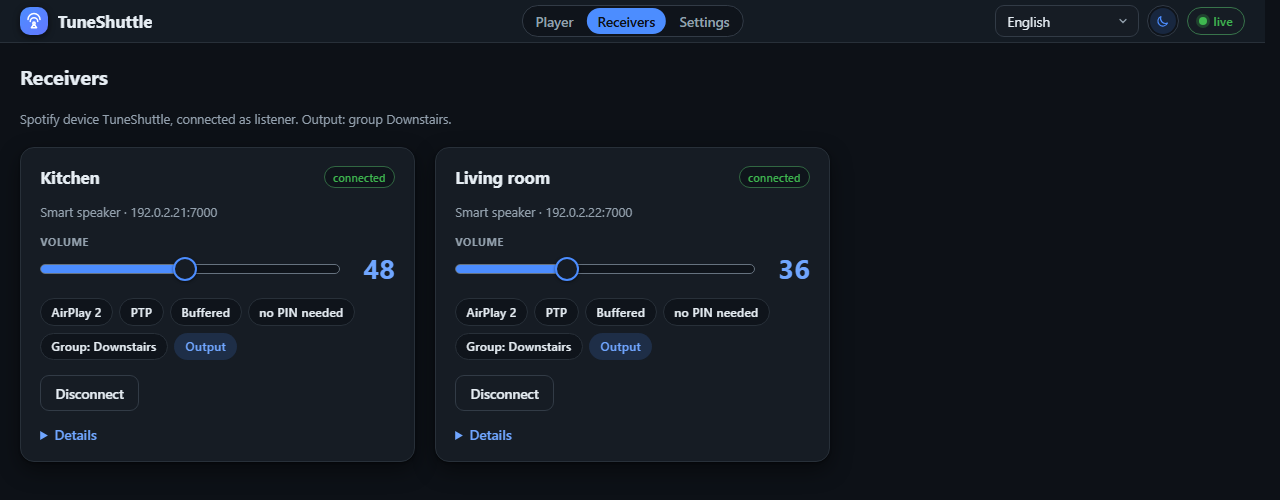 TuneShuttle
Player Receivers Settings
English
live
Receivers
Spotify device TuneShuttle, connected as listener. Output: group Downstairs.
Kitchen
connected
Smart speaker · 192.0.2.21:7000
VOLUME
48
AirPlay 2 PTP Buffered no PIN needed
Group: Downstairs Output
Disconnect
Details
Living room
connected
Smart speaker · 192.0.2.22:7000
VOLUME
36
AirPlay 2 PTP Buffered no PIN needed
Group: Downstairs Output
Disconnect
Details